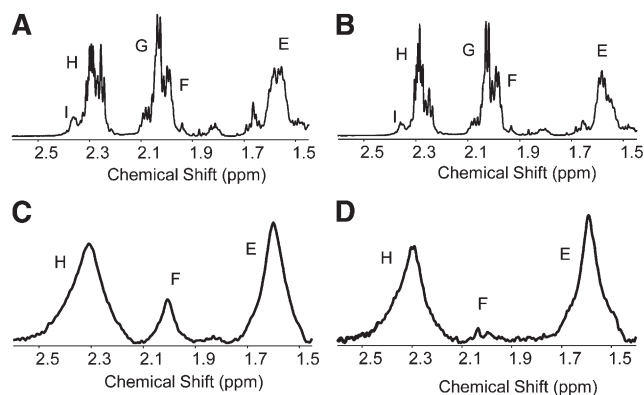 A
H
I
G
F
E
2.5 2.3 2.1 1.9 1.7 1.5
Chemical Shift (ppm)
B
H
I
G
F
E
2.5 2.3 2.1 1.9 1.7 1.5
Chemical Shift (ppm)
C
H
F
E
2.5 2.3 2.1 1.9 1.7 1.5
Chemical Shift (ppm)
D
H
F
E
2.5 2.3 2.1 1.9 1.7 1.5
Chemical Shift (ppm)